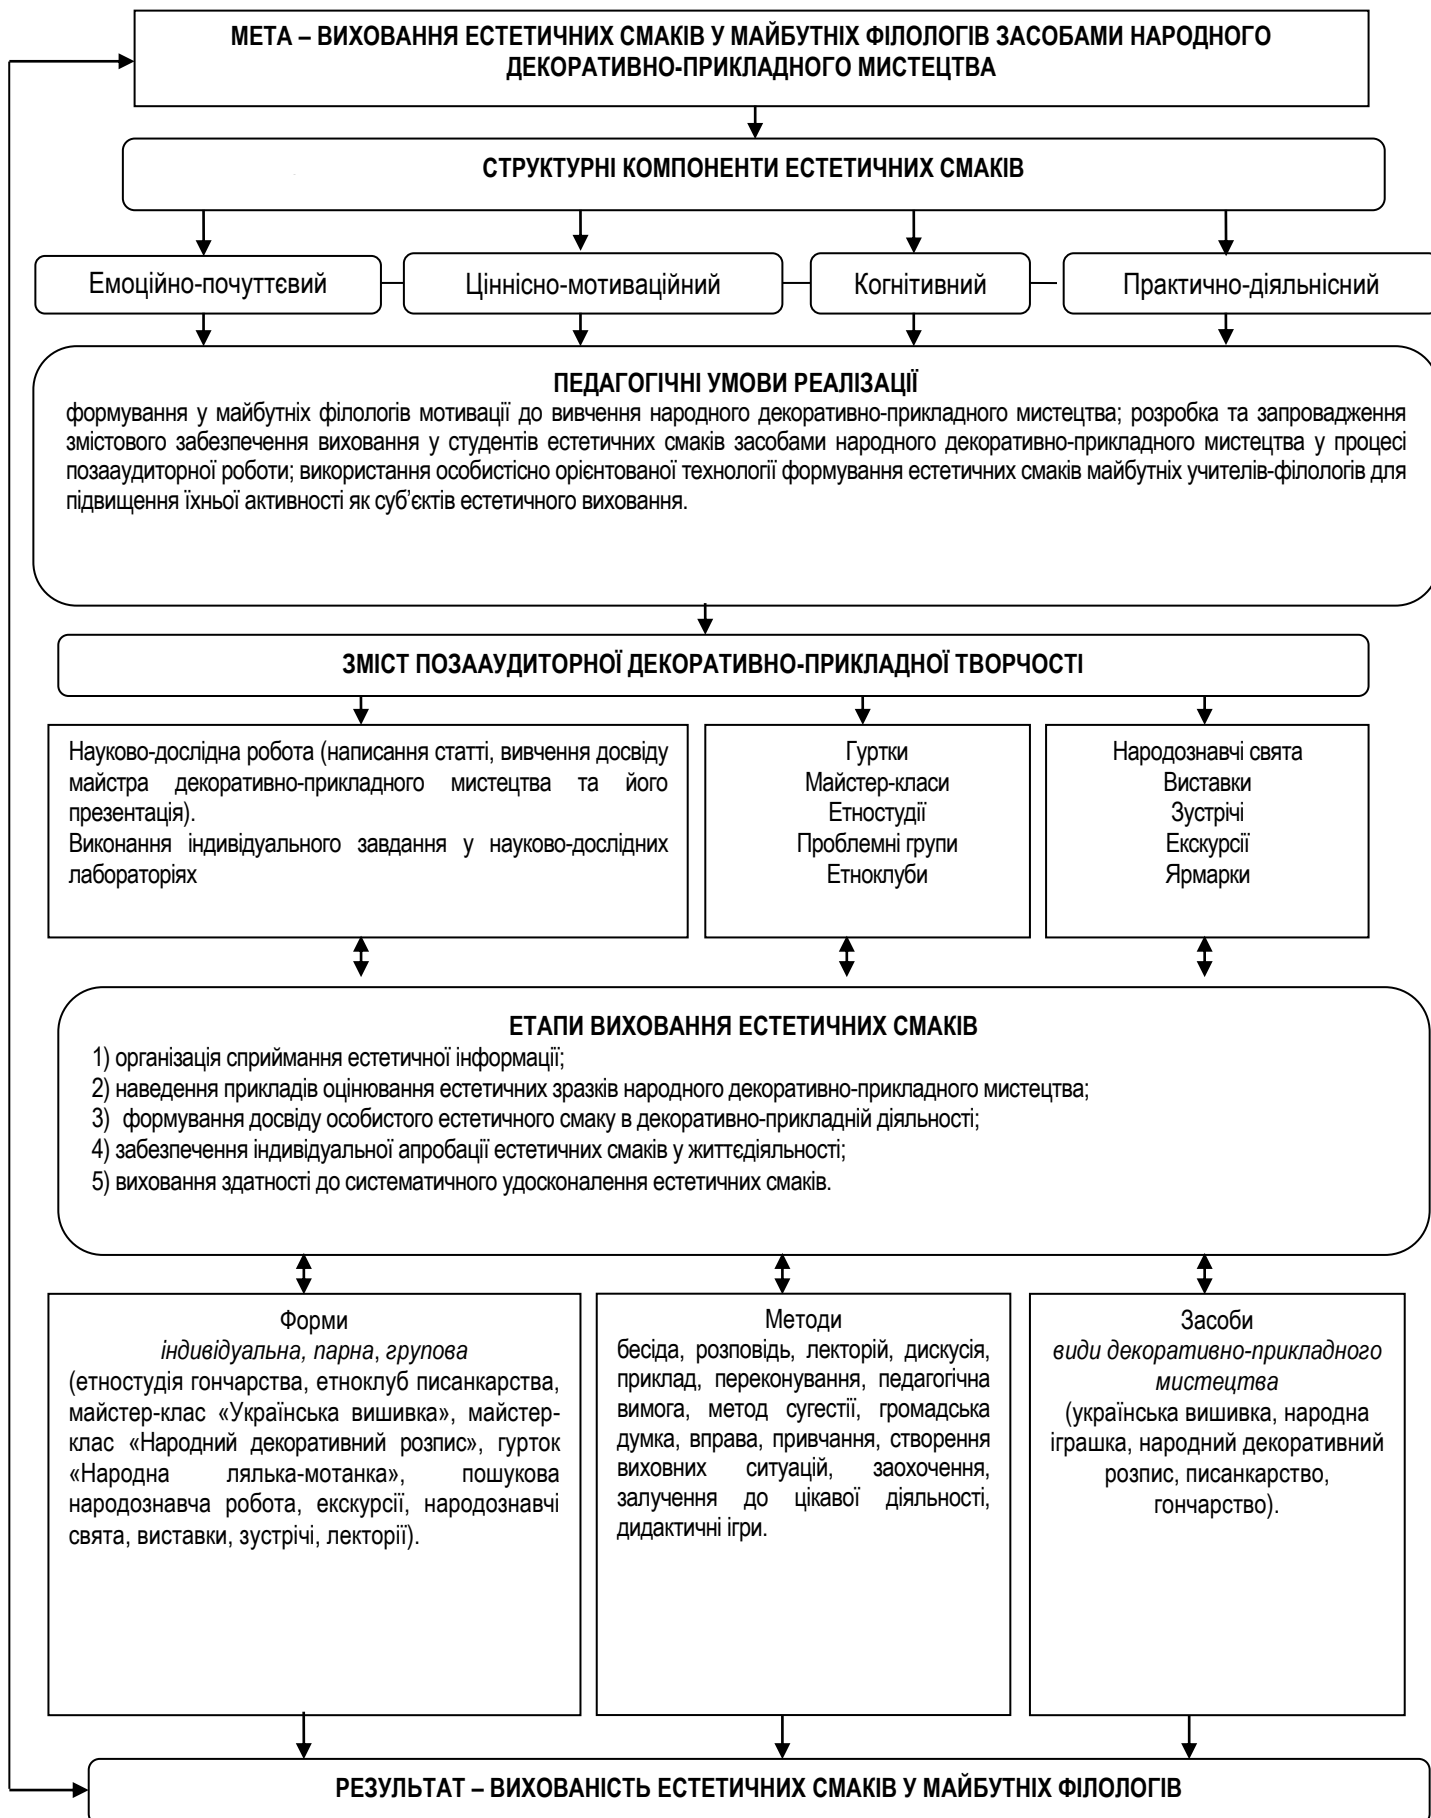 МЕТА – ВИХОВАННЯ ЕСТЕТИЧНИХ СМАКІВ У МАЙБУТНІХ ФІЛОЛОГІВ ЗАСОБАМИ НАРОДНОГО
ДЕКОРАТИВНО-ПРИКЛАДНОГО МИСТЕЦТВА
СТРУКТУРНІ КОМПОНЕНТИ ЕСТЕТИЧНИХ СМАКІВ
Емоційно-почуттєвий
Ціннісно-мотиваційний
Когнітивний
Практично-діяльнісний
ПЕДАГОГІЧНІ УМОВИ РЕАЛІЗАЦІЇ
формування у майбутніх філологів мотивації до вивчення народного декоративно-прикладного мистецтва; розробка та запровадження
змістового забезпечення виховання у студентів естетичних смаків засобами народного декоративно-прикладного мистецтва у процесі
позааудиторної роботи; використання особистісно орієнтованої технології формування естетичних смаків майбутніх учителів-філологів для
підвищення їхньої активності як суб’єктів естетичного виховання.
ЗМІСТ ПОЗААУДИТОРНОЇ ДЕКОРАТИВНО-ПРИКЛАДНОЇ ТВОРЧОСТІ
Науково-дослідна робота (написання статті, вивчення досвіду
майстра декоративно-прикладного мистецтва та його
презентація).
Виконання індивідуального завдання у науково-дослідних
лабораторіях
Гуртки
Майстер-класи
Етностудії
Проблемні групи
Етноклуби
Народознавчі свята
Виставки
Зустрічі
Екскурсії
Ярмарки
ЕТАПИ ВИХОВАННЯ ЕСТЕТИЧНИХ СМАКІВ
1) організація сприймання естетичної інформації;
2) наведення прикладів оцінювання естетичних зразків народного декоративно-прикладного мистецтва;
3) формування досвіду особистого естетичного смаку в декоративно-прикладній діяльності;
4) забезпечення індивідуальної апробації естетичних смаків у життєдіяльності;
5) виховання здатності до систематичного удосконалення естетичних смаків.
Форми
індивідуальна, парна, групова
(етностудія гончарства, етноклуб писанкарства,
майстер-клас «Українська вишивка», майстер-
клас «Народний декоративний розпис», гурток
«Народна лялька-мотанка», пошукова
народознавча робота, екскурсії, народознавчі
свята, виставки, зустрічі, лекторії).
Методи
бесіда, розповідь, лекторій, дискусія,
приклад, переконування, педагогічна
вимога, метод сугестії, громадська
думка, вправа, привчання, створення
виховних ситуацій, заохочення,
залучення до цікавої діяльності,
дидактичні ігри.
Засоби
види декоративно-прикладного
мистецтва
(українська вишивка, народна
іграшка, народний декоративний
розпис, писанкарство,
гончарство).
РЕЗУЛЬТАТ – ВИХОВАНІСТЬ ЕСТЕТИЧНИХ СМАКІВ У МАЙБУТНІХ ФІЛОЛОГІВ